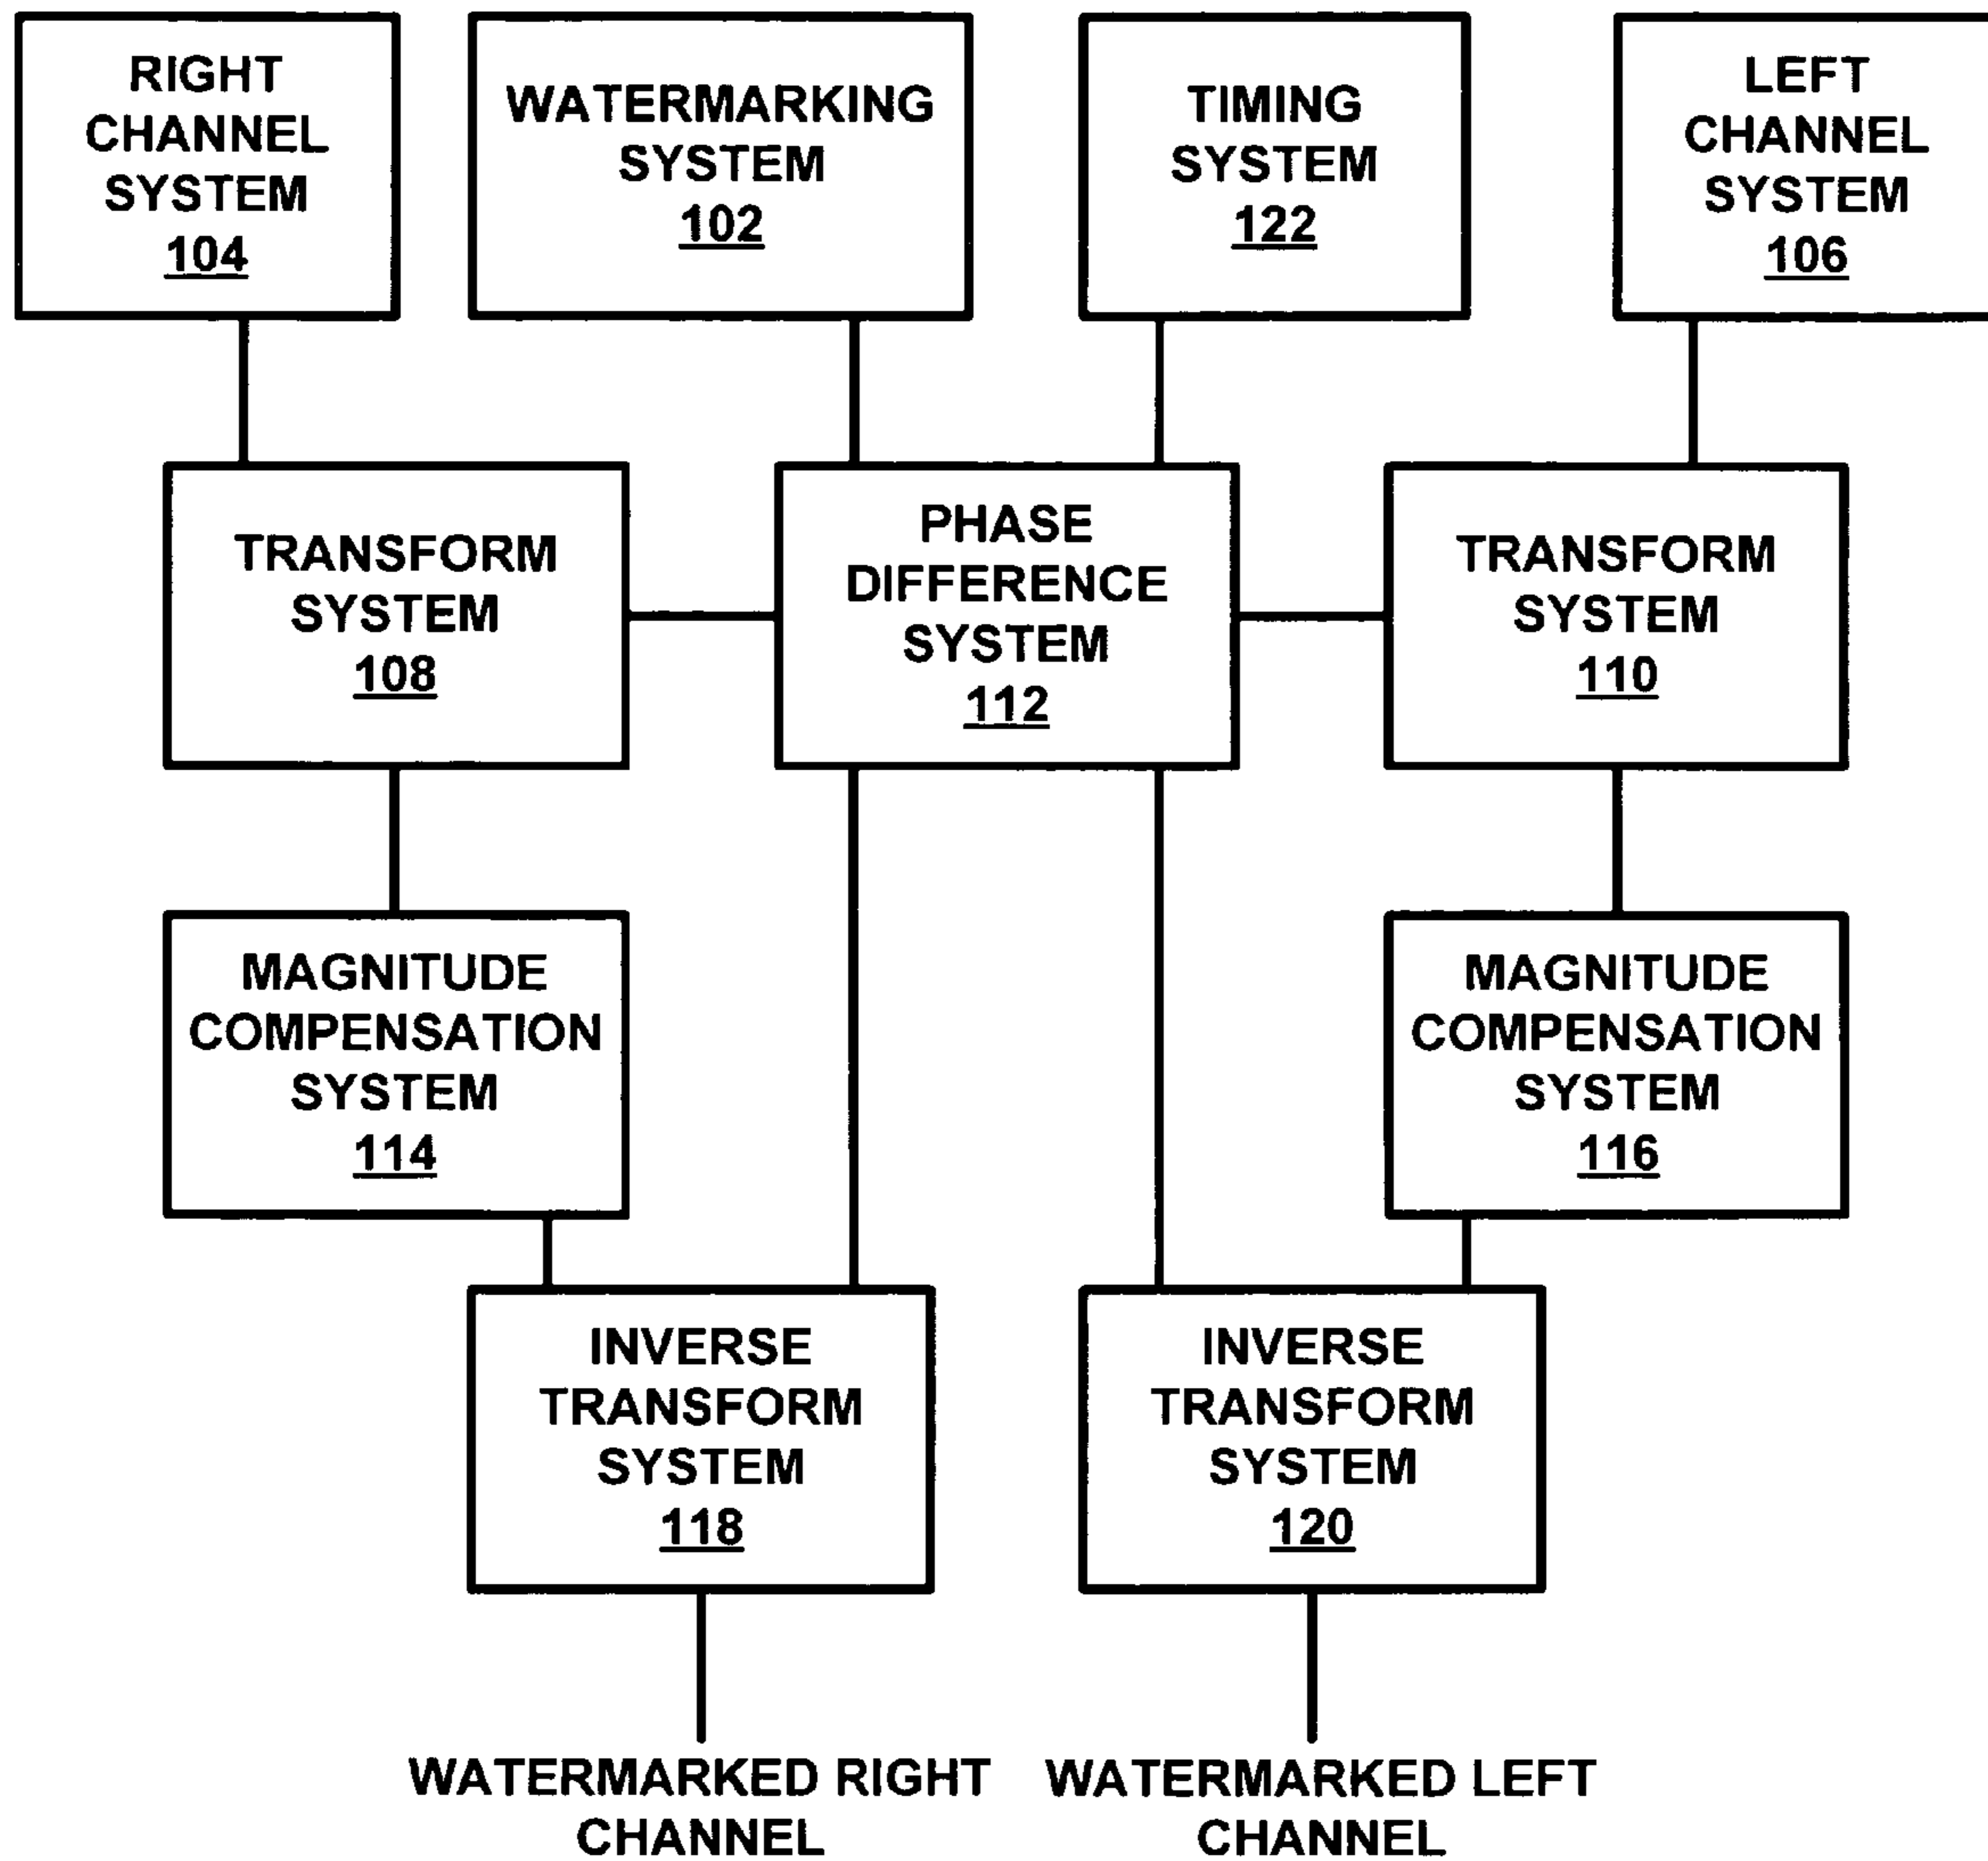 RIGHT
CHANNEL
SYSTEM
104
WATERMARKING
SYSTEM
102
TIMING
SYSTEM
122
LEFT
CHANNEL
SYSTEM
106
TRANSFORM
SYSTEM
108
PHASE
DIFFERENCE
SYSTEM
112
TRANSFORM
SYSTEM
110
MAGNITUDE
COMPENSATION
SYSTEM
114
MAGNITUDE
COMPENSATION
SYSTEM
116
INVERSE
TRANSFORM
SYSTEM
118
INVERSE
TRANSFORM
SYSTEM
120
WATERMARKED RIGHT
CHANNEL
WATERMARKED LEFT
CHANNEL